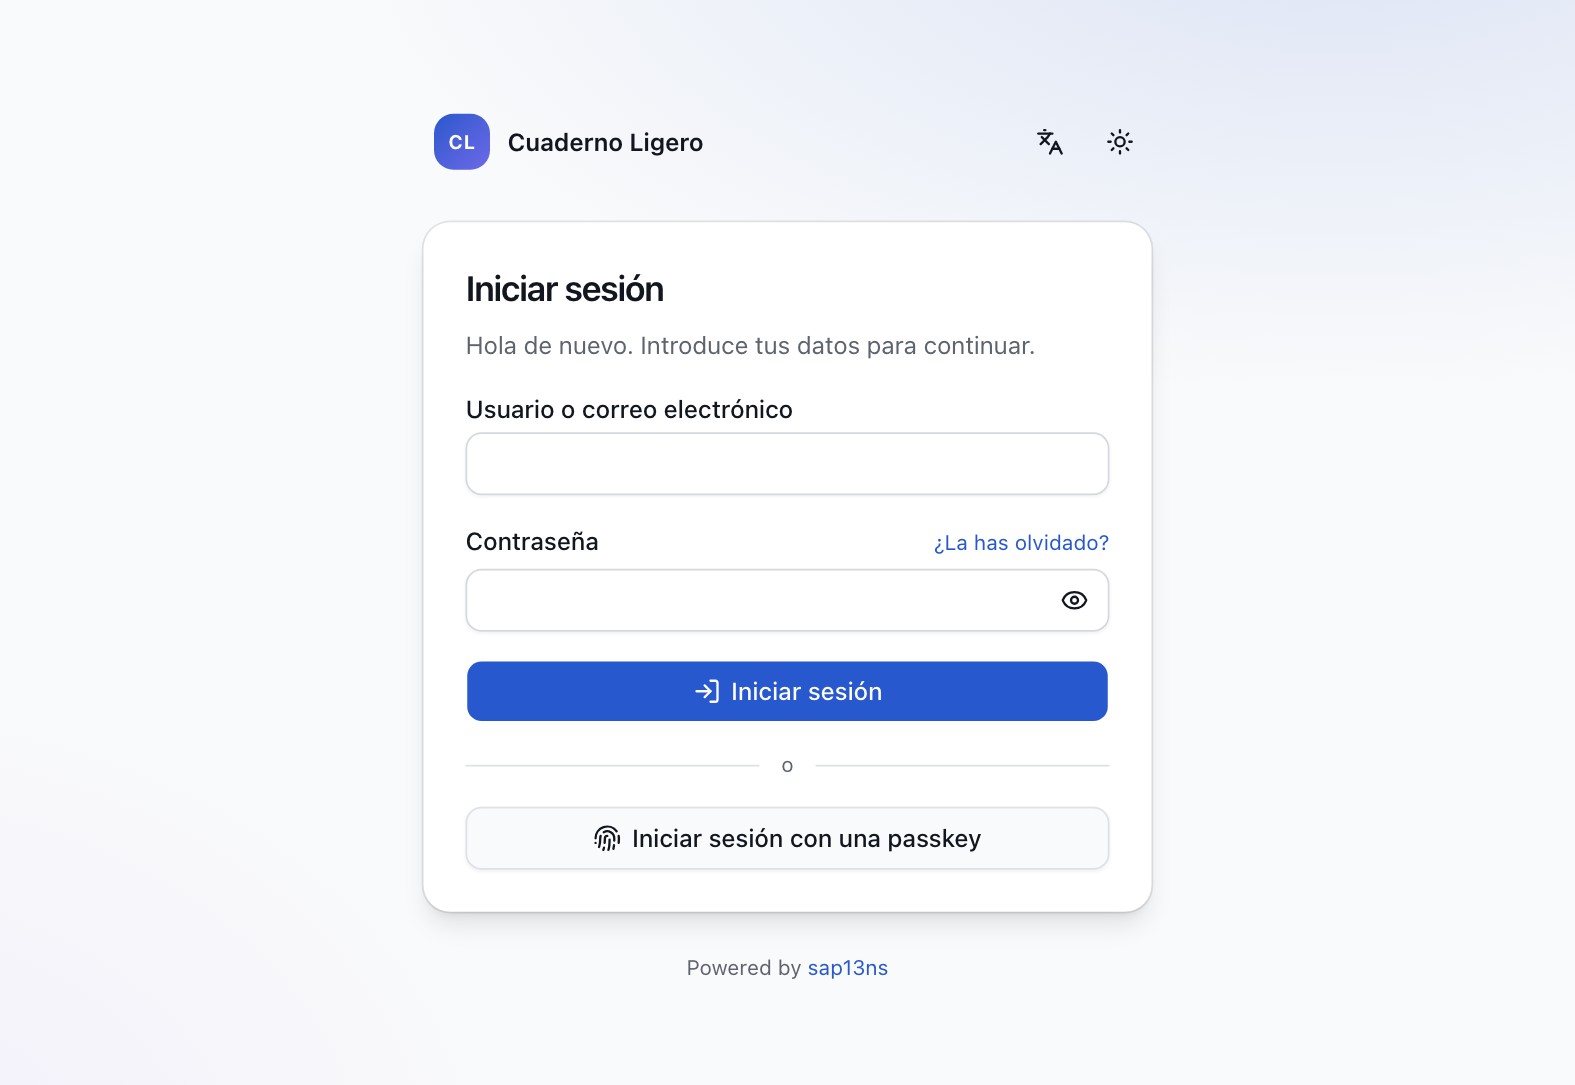 CL
Cuaderno Ligero
Iniciar sesión
Hola de nuevo. Introduce tus datos para continuar.
Usuario o correo electrónico
Contraseña
¿La has olvidado?
Iniciar sesión
o
Iniciar sesión con una passkey
Powered by sap13ns